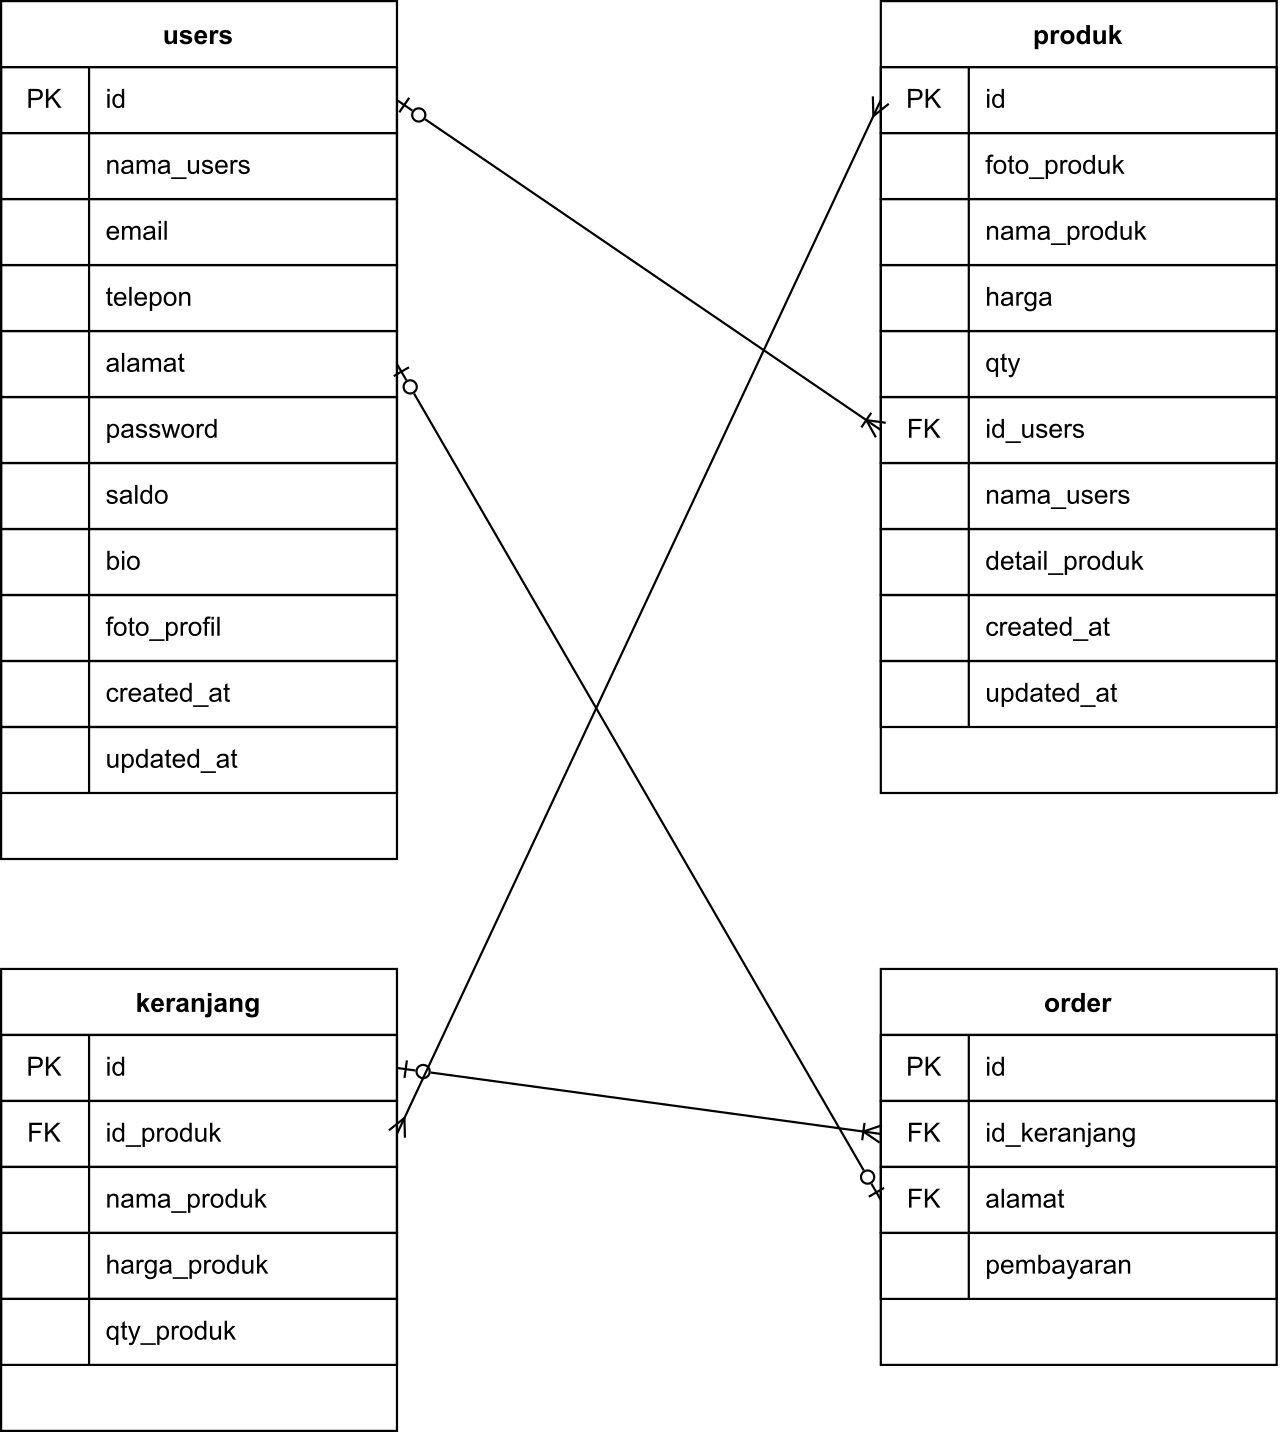 users
PK id
nama_users
email
telepon
alamat
password
saldo
bio
foto_profil
created_at
updated_at
produk
PK id
foto_produk
nama_produk
harga
qty
FK id_users
nama_users
detail_produk
created_at
updated_at
keranjang
PK id
FK id_produk
nama_produk
harga_produk
qty_produk
order
PK id
FK id_keranjang
FK alamat
pembayaran